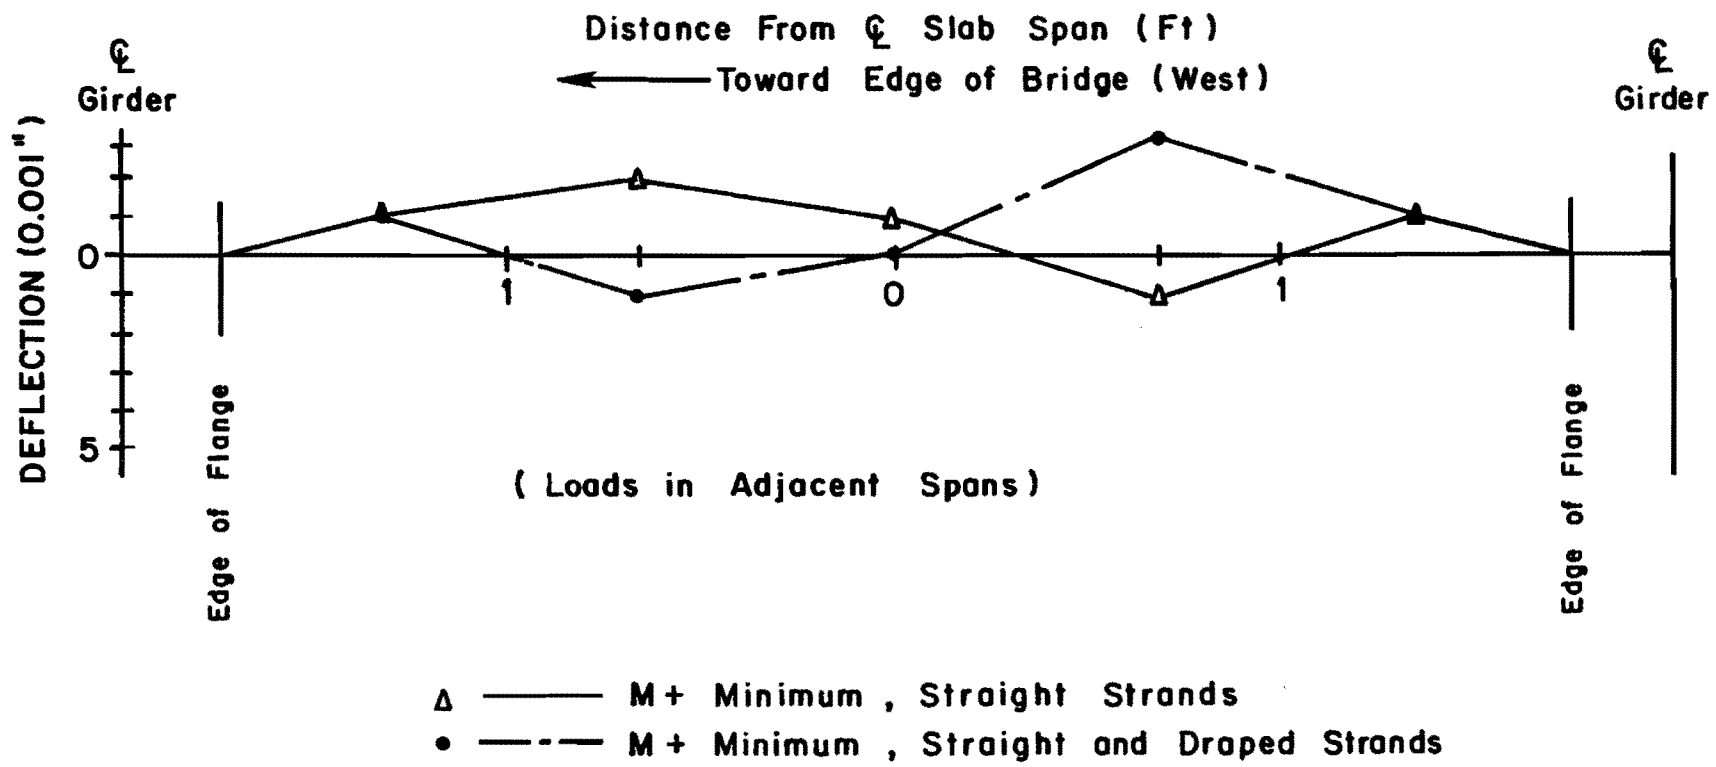 Distance From ℄ Slab Span (Ft)
Toward Edge of Bridge (West)
℄
Girder
℄
Girder
DEFLECTION (0.001")
0
5
1
0
1
Edge of Flange
Edge of Flange
(Loads in Adjacent Spans)
Δ M+ Minimum, Straight Strands
• M+ Minimum, Straight and Draped Strands